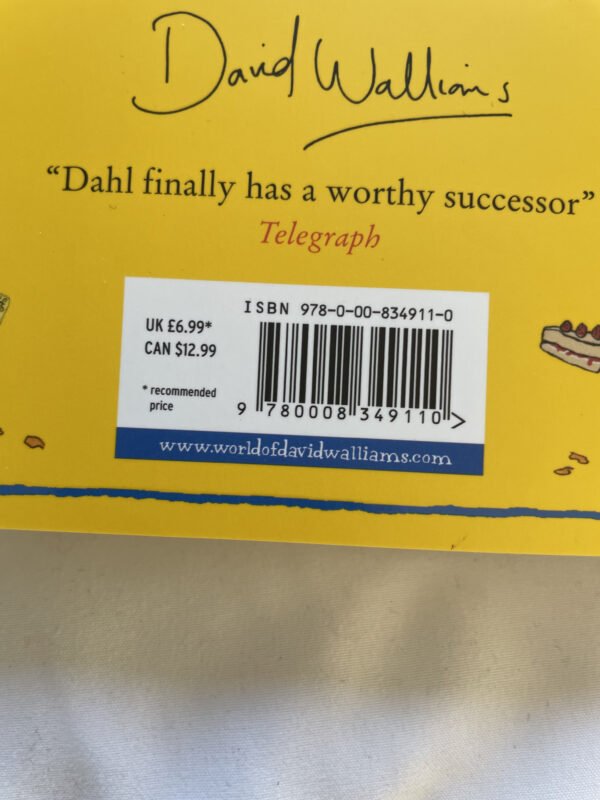 David Walliams
“Dahl finally has a worthy successor”
Telegraph
ISBN 978-0-00-834911-0
UK £6.99*
CAN $12.99
* recommended
price
9 780008 349110 >
www.worldofdavidwalliams.com